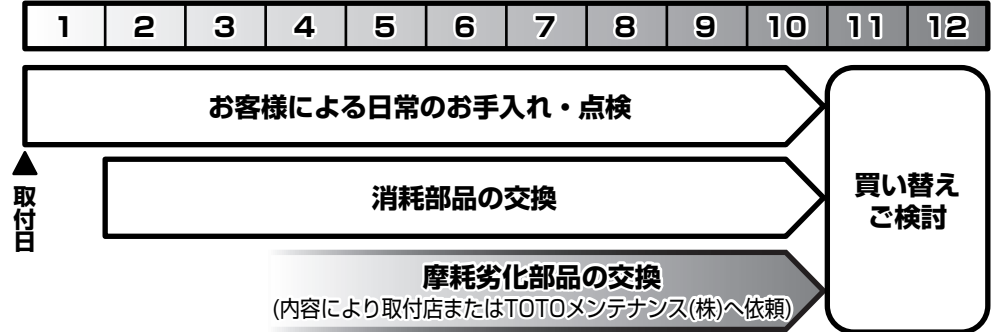 1 2 3 4 5 6 7 8 9 10 11 12
お客様による日常のお手入れ・点検
▲
取付日
消耗部品の交換
買い替え
ご検討
摩耗劣化部品の交換
(内容により取付店またはTOTOメンテナンス(株)へ依頼)